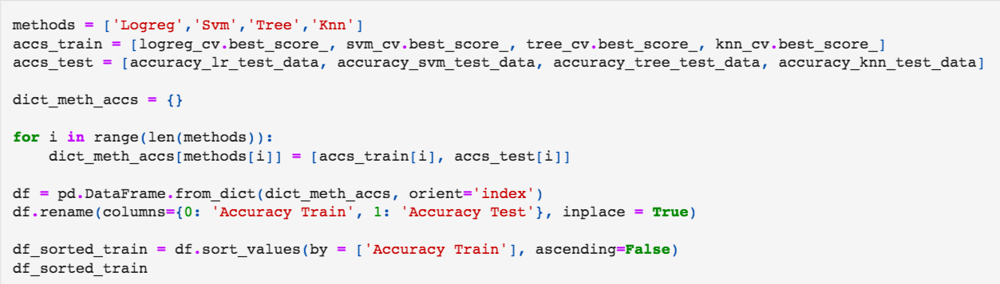 methods = ['Logreg','Svm','Tree','Knn']
accs_train = [logreg_cv.best_score_, svm_cv.best_score_, tree_cv.best_score_, knn_cv.best_score_]
accs_test = [accuracy_lr_test_data, accuracy_svm_test_data, accuracy_tree_test_data, accuracy_knn_test_data]
dict_meth_accs = {}
for i in range(len(methods)):
    dict_meth_accs[methods[i]] = [accs_train[i], accs_test[i]]
df = pd.DataFrame.from_dict(dict_meth_accs, orient='index')
df.rename(columns={0: 'Accuracy Train', 1: 'Accuracy Test'}, inplace = True)
df_sorted_train = df.sort_values(by = ['Accuracy Train'], ascending=False)
df_sorted_train